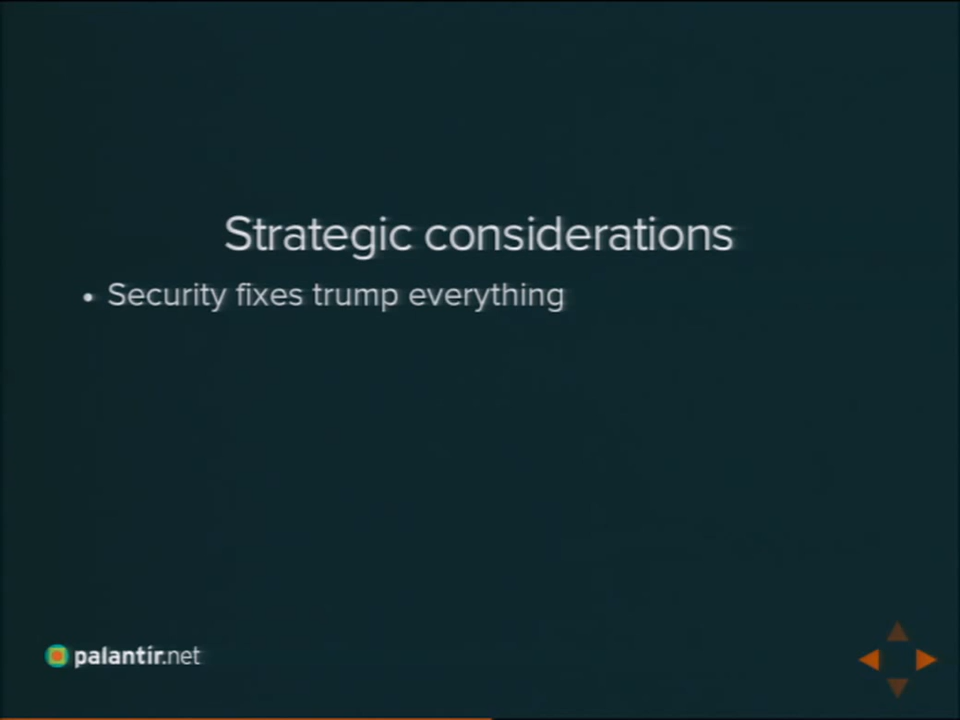 Strategic considerations
• Security fixes trump everything
palantir.net